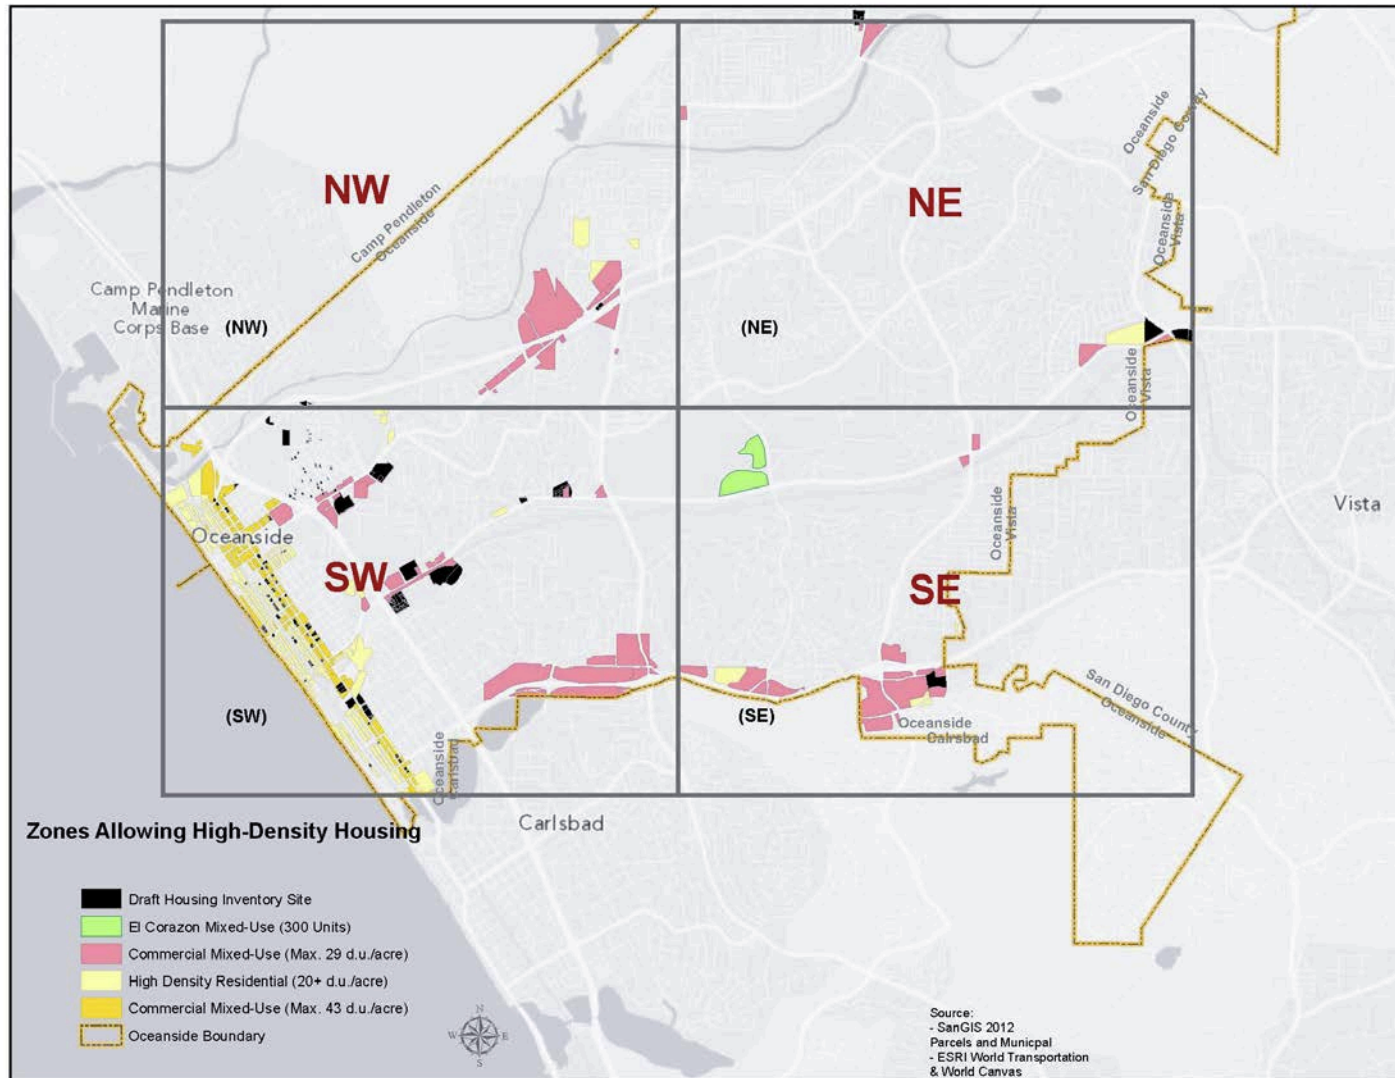 NW
NE
Camp Pendleton
Oceanside
Oceanside
San Diego County
Oceanside
Vista
Camp Pendleton
Marine
Corps Base
(NW)
(NE)
Oceanside
Vista
Oceanside
Vista
Vista
Oceanside
SW
SE
(SW)
(SE)
San Diego County
Oceanside
Oceanside
Calrsbad
Oceanside
Carlsbad
Carlsbad
Zones Allowing High-Density Housing
Draft Housing Inventory Site
El Corazon Mixed-Use (300 Units)
Commercial Mixed-Use (Max. 29 d.u./acre)
High Density Residential (20+ d.u./acre)
Commercial Mixed-Use (Max. 43 d.u./acre)
Oceanside Boundary
N
W E
S
Source:
- SanGIS 2012
Parcels and Municpal
- ESRI World Transportation
& World Canvas